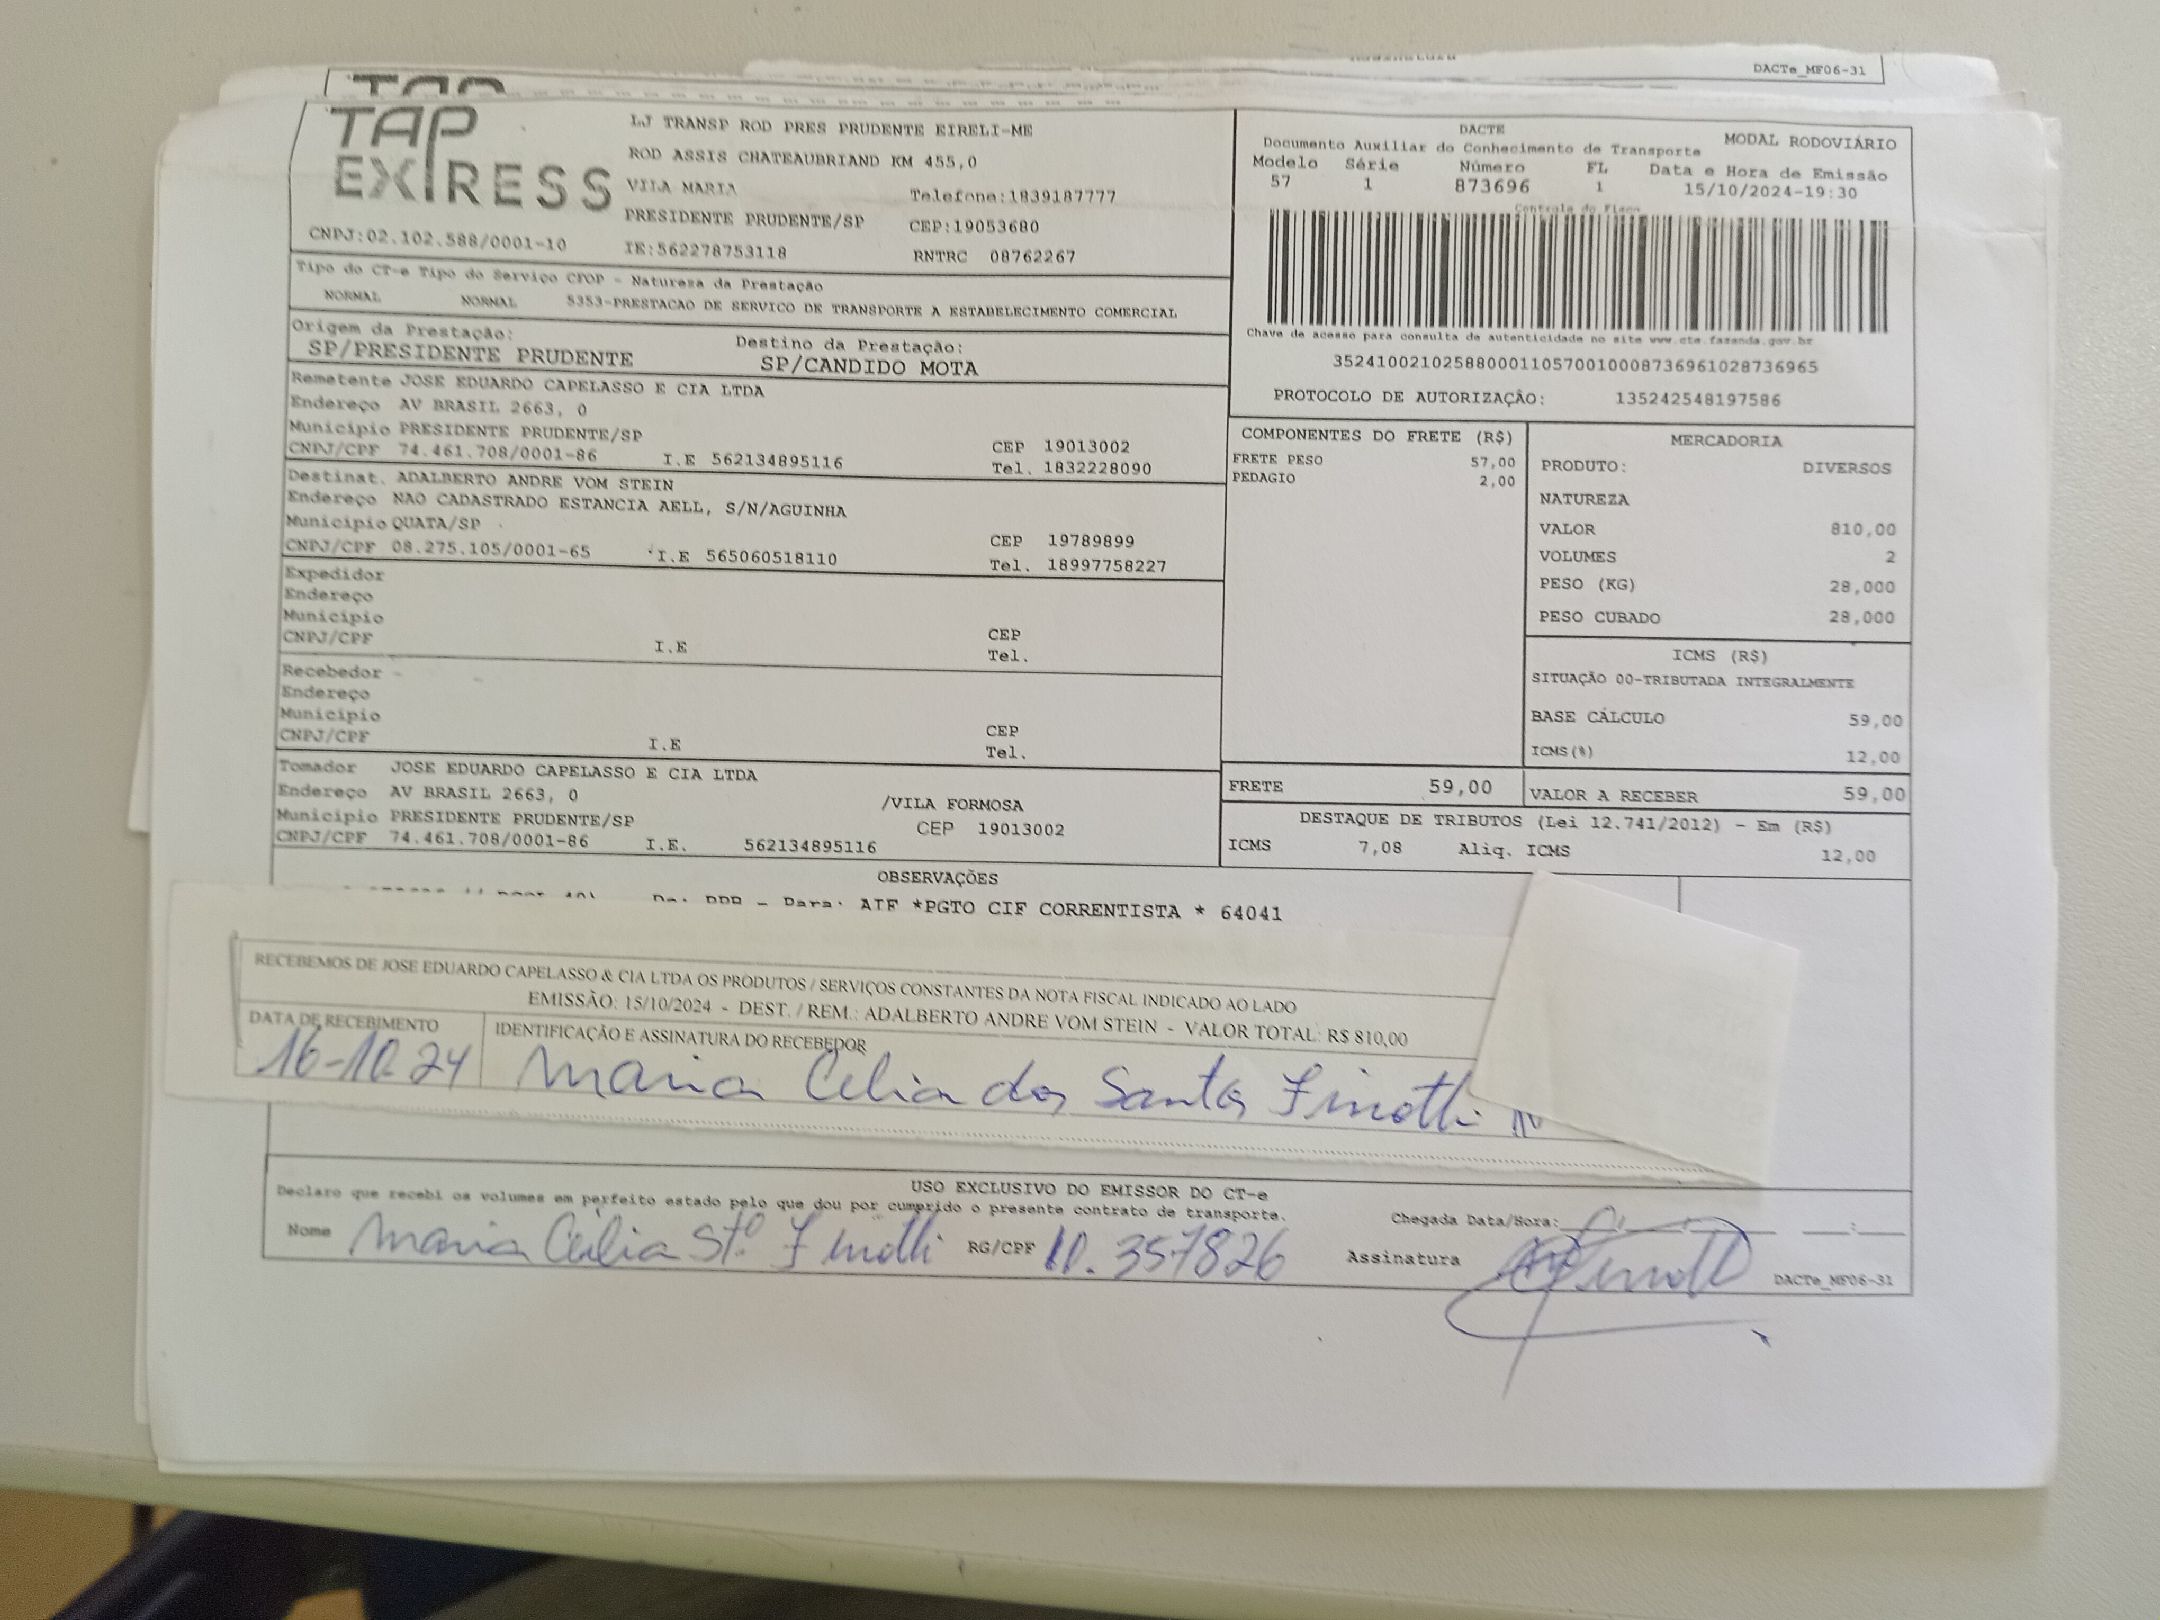 DACTe_MF06-31
TAP EXPRESS
LJ TRANSP ROD PRES PRUDENTE EIRELI-ME
ROD ASSIS CHATEAUBRIAND KM 455,0
VILA MARIA Telefone:1839187777
PRESIDENTE PRUDENTE/SP CEP:19053680
CNPJ:02.102.588/0001-10 IE:562278753118 RNTRC 08762267
DACTE
Documento Auxiliar do Conhecimento de Transporte MODAL RODOVIÁRIO
Modelo Série Número FL Data e Hora de Emissão
57 1 873696 1 15/10/2024-19:30
Controle do Fisco
Chave de acesso para consulta de autenticidade no site www.cte.fazenda.gov.br
35241002102588000110570010008736961028736965
PROTOCOLO DE AUTORIZAÇÃO: 135242548197586
Tipo do CT-e Tipo do Serviço CFOP - Natureza da Prestação
NORMAL NORMAL 5353-PRESTACAO DE SERVICO DE TRANSPORTE A ESTABELECIMENTO COMERCIAL
Origem da Prestação: Destino da Prestação:
SP/PRESIDENTE PRUDENTE SP/CANDIDO MOTA
Remetente JOSE EDUARDO CAPELASSO E CIA LTDA
Endereço AV BRASIL 2663, 0
Município PRESIDENTE PRUDENTE/SP CEP 19013002
CNPJ/CPF 74.461.708/0001-86 I.E 562134895116 Tel. 1832228090
Destinat. ADALBERTO ANDRE VOM STEIN
Endereço NAO CADASTRADO ESTANCIA AELL, S/N/AGUINHA
Município QUATA/SP CEP 19789899
CNPJ/CPF 08.275.105/0001-65 I.E 565060518110 Tel. 18997758227
Expedidor
Endereço
Município CEP
CNPJ/CPF I.E Tel.
Recebedor -
Endereço
Município CEP
CNPJ/CPF I.E Tel.
Tomador JOSE EDUARDO CAPELASSO E CIA LTDA
Endereço AV BRASIL 2663, 0 /VILA FORMOSA
Município PRESIDENTE PRUDENTE/SP CEP 19013002
CNPJ/CPF 74.461.708/0001-86 I.E. 562134895116
COMPONENTES DO FRETE (R$)
FRETE PESO 57,00
PEDAGIO 2,00
MERCADORIA
PRODUTO: DIVERSOS
NATUREZA
VALOR 810,00
VOLUMES 2
PESO (KG) 28,000
PESO CUBADO 28,000
ICMS (R$)
SITUAÇÃO 00-TRIBUTADA INTEGRALMENTE
BASE CÁLCULO 59,00
ICMS(%) 12,00
FRETE 59,00 VALOR A RECEBER 59,00
DESTAQUE DE TRIBUTOS (Lei 12.741/2012) - Em (R$)
ICMS 7,08 Aliq. ICMS 12,00
OBSERVAÇÕES
Para: AIF *PGTO CIF CORRENTISTA * 64041
RECEBEMOS DE JOSE EDUARDO CAPELASSO & CIA LTDA OS PRODUTOS / SERVIÇOS CONSTANTES DA NOTA FISCAL INDICADO AO LADO
EMISSÃO: 15/10/2024 - DEST. / REM.: ADALBERTO ANDRE VOM STEIN - VALOR TOTAL: R$ 810,00
DATA DE RECEBIMENTO IDENTIFICAÇÃO E ASSINATURA DO RECEBEDOR
16-10-24 Maria Célia dos Santos Finotti
USO EXCLUSIVO DO EMISSOR DO CT-e
Declaro que recebi os volumes em perfeito estado pelo que dou por cumprido o presente contrato de transporte.
Chegada Data/Hora:
Nome Maria Célia Stº Finotti RG/CPF 10.357826 Assinatura
DACTe_MF06-31